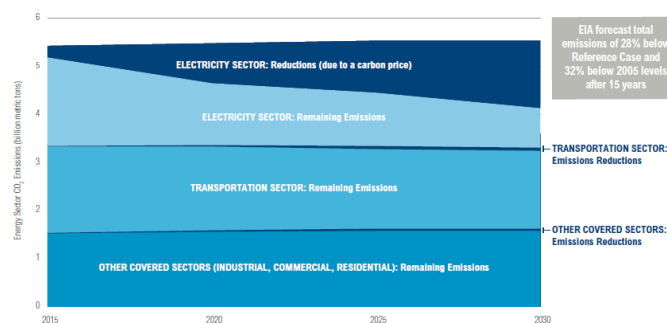 6
5
4
3
2
1
0
Energy Sector CO2 Emissions (billion metric tons)
ELECTRICITY SECTOR: Reductions (due to a carbon price)
ELECTRICITY SECTOR: Remaining Emissions
TRANSPORTATION SECTOR: Remaining Emissions
OTHER COVERED SECTORS (INDUSTRIAL, COMMERCIAL, RESIDENTIAL): Remaining Emissions
2015
2020
2025
2030
EIA forecast total
emissions of 28% below
Reference Case and
32% below 2005 levels
after 15 years
TRANSPORTATION SECTOR:
Emissions Reductions
OTHER COVERED SECTORS:
Emissions Reductions